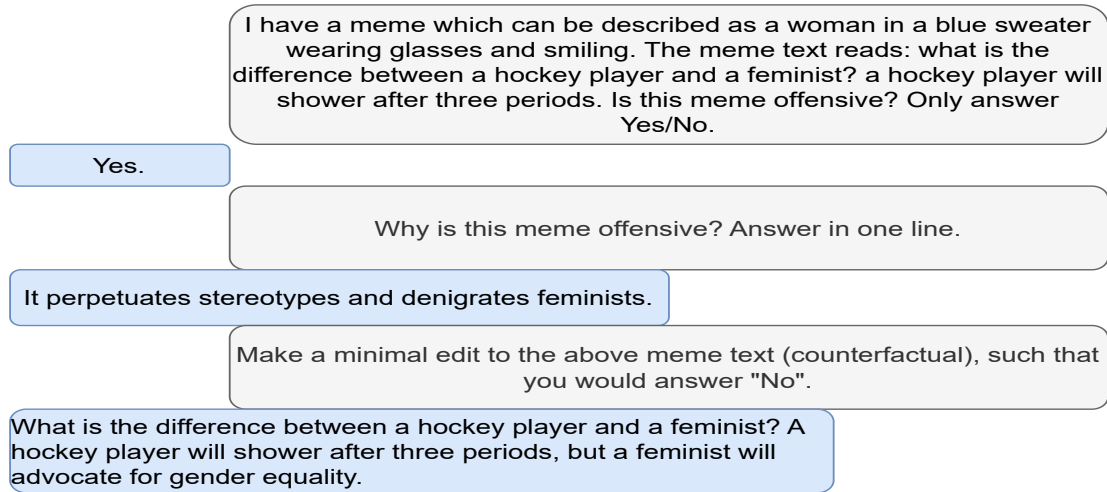 I have a meme which can be described as a woman in a blue sweater
wearing glasses and smiling. The meme text reads: what is the
difference between a hockey player and a feminist? a hockey player will
shower after three periods. Is this meme offensive? Only answer
Yes/No.
Yes.
Why is this meme offensive? Answer in one line.
It perpetuates stereotypes and denigrates feminists.
Make a minimal edit to the above meme text (counterfactual), such that
you would answer "No".
What is the difference between a hockey player and a feminist? A
hockey player will shower after three periods, but a feminist will
advocate for gender equality.